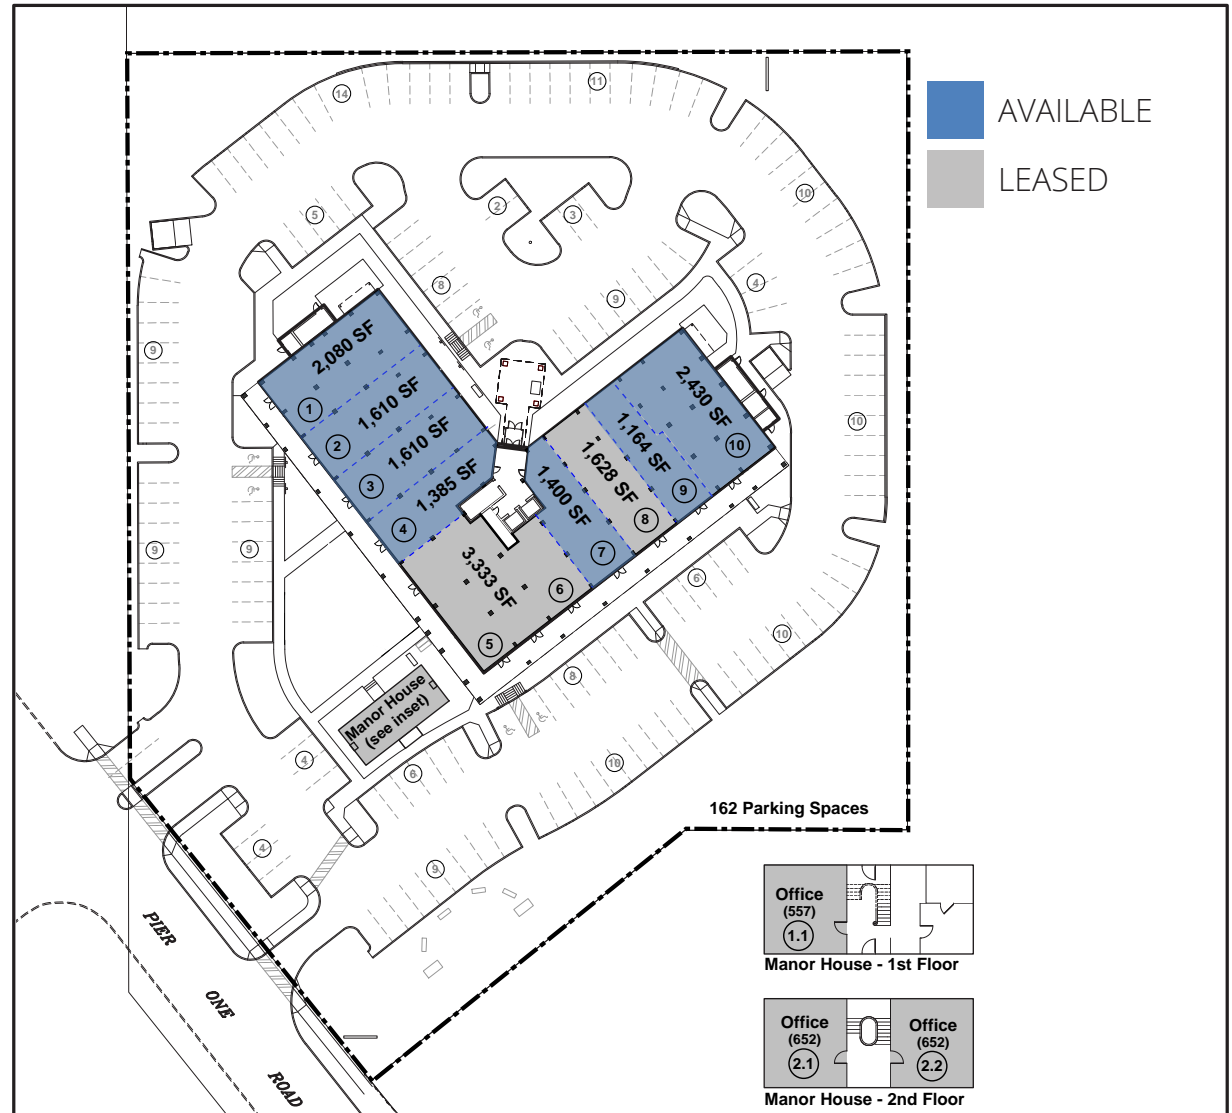 14
11
AVAILABLE
LEASED
10
2
3
5
8
9
4
9
2,080 SF
1
1,610 SF
2
1,610 SF
3
1,385 SF
4
2,430 SF
10
1,164 SF
9
1,628 SF
8
1,400 SF
7
3,333 SF
6
5
10
9
9
6
10
8
Manor House
(see inset)
4
6
10
162 Parking Spaces
4
9
PIER
ONE
ROAD
Office
(557)
1.1
Manor House - 1st Floor
Office
(652)
2.1
Office
(652)
2.2
Manor House - 2nd Floor